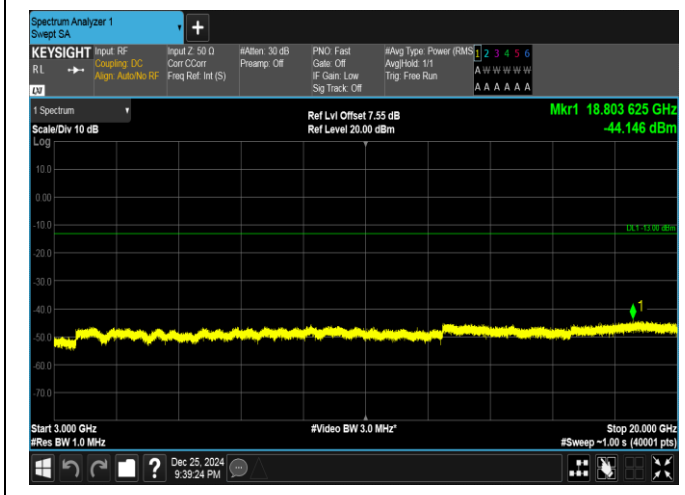 Spectrum Analyzer 1
Swept SA
+
KEYSIGHT Input: RF Input Z: 50 Ω #Atten: 30 dB PNO: Fast #Avg Type: Power (RMS 1 2 3 4 5 6
RL Coupling: DC Corr CCorr Preamp: Off Gate: Off Avg|Hold: 1/1 A W W W W W
Align: Auto/No RF Freq Ref: Int (S) IF Gain: Low Trig: Free Run
LXI Sig Track: Off A A A A A A
1 Spectrum Ref Lvl Offset 7.55 dB Mkr1 18.803 625 GHz
Scale/Div 10 dB Ref Level 20.00 dBm -44.146 dBm
Log
10.0
0.00
-10.0
DL1 -13.00 dBm
-20.0
-30.0
-40.0
1
-50.0
-60.0
-70.0
Start 3.000 GHz #Video BW 3.0 MHz* Stop 20.000 GHz
#Res BW 1.0 MHz #Sweep ~1.00 s (40001 pts)
? Dec 25, 2024
9:39:24 PM